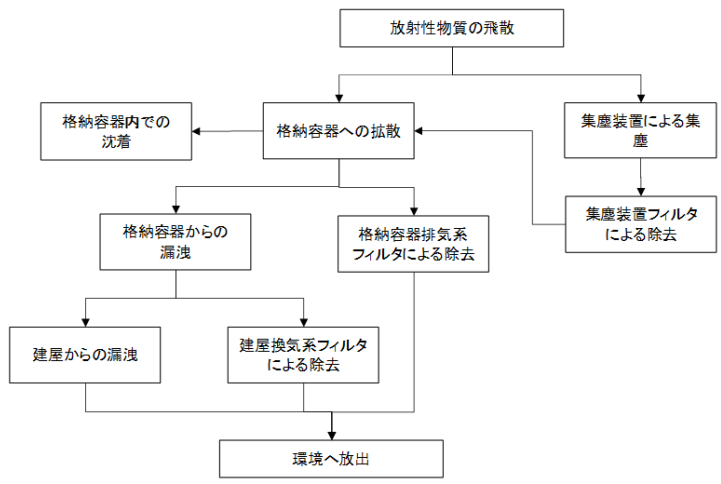 放射性物質の飛散
格納容器内での
沈着
格納容器への拡散
集塵装置による集
塵
格納容器からの
漏洩
格納容器排気系
フィルタによる除去
集塵装置フィルタ
による除去
建屋からの漏洩
建屋換気系フィルタ
による除去
環境へ放出